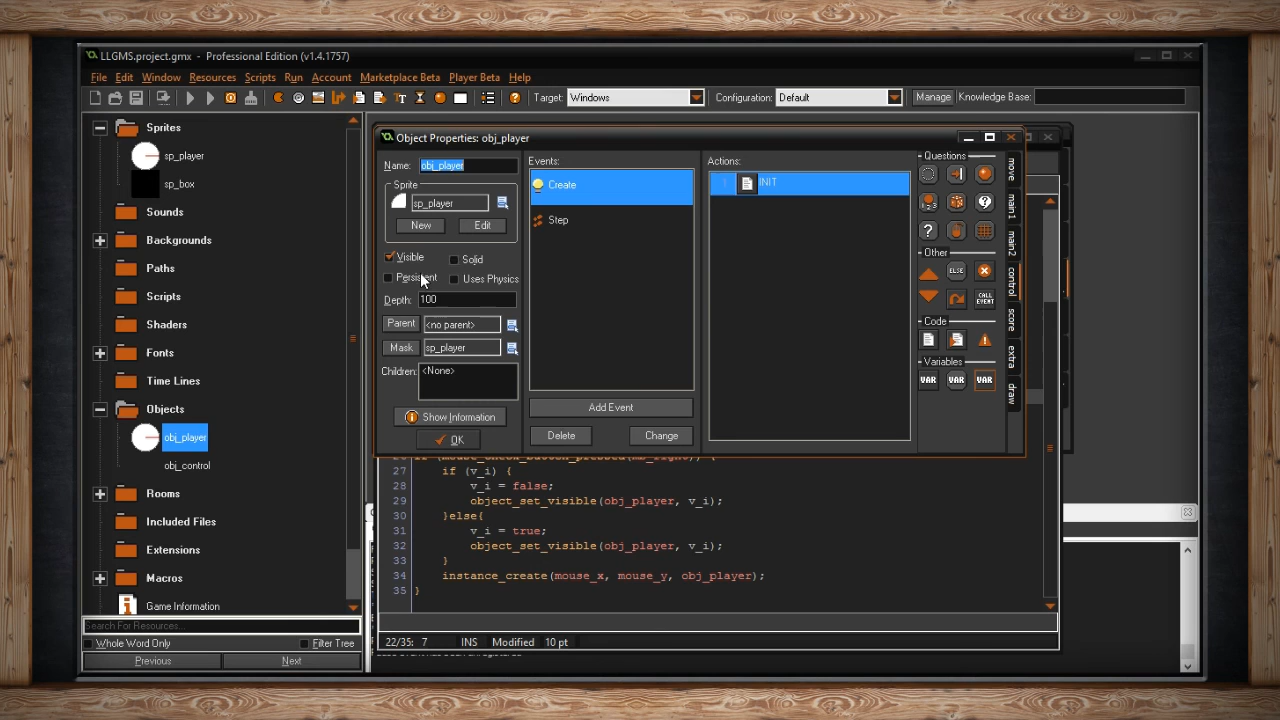 LLGMS.project.gmx - Professional Edition (v1.4.1757)
File Edit Window Resources Scripts Run Account Marketplace Beta Player Beta Help
Target: Windows Configuration: Default Manage Knowledge Base:
Sprites
sp_player
sp_box
Sounds
Backgrounds
Paths
Scripts
Shaders
Fonts
Time Lines
Objects
obj_player
obj_control
Rooms
Included Files
Extensions
Macros
Game Information
Search For Resources...
Whole Word Only Filter Tree
Previous Next
Object Properties: obj_player
Name: obj_player
Sprite
sp_player
New Edit
Visible Solid
Persistent Uses Physics
Depth: 100
Parent <no parent>
Mask sp_player
Children: <None>
Show Information
OK
Events:
Create
Step
Add Event
Delete Change
Actions:
1 INIT
Questions
Other
ELSE
CALL EVENT
Code
Variables
VAR VAR VAR
move
main1
main2
control
score
extra
draw
27 if (v_i) {
28 v_i = false;
29 object_set_visible(obj_player, v_i);
30 }else{
31 v_i = true;
32 object_set_visible(obj_player, v_i);
33 }
34 instance_create(mouse_x, mouse_y, obj_player);
35 }
22/35: 7 INS Modified 10 pt